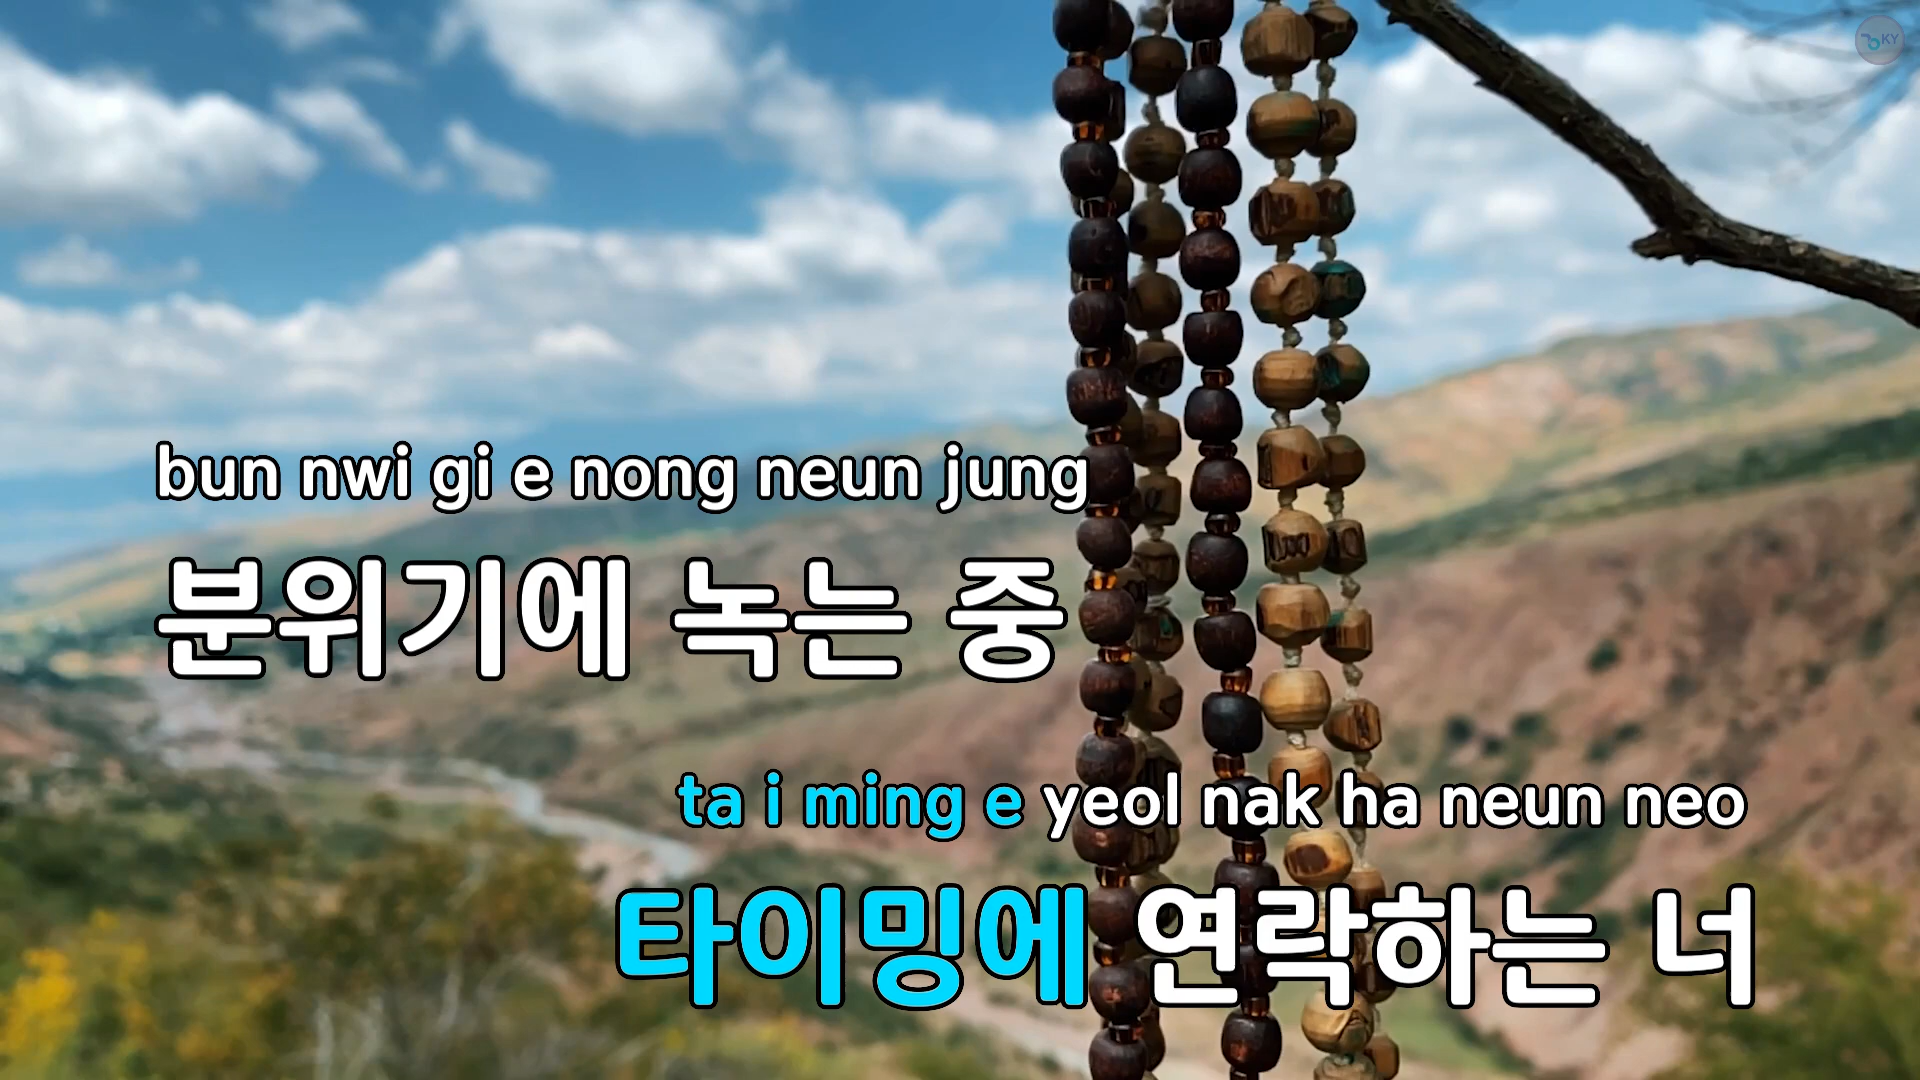 KY
bun nwi gi e nong neun jung
분위기에 녹는 중
ta i ming e yeol nak ha neun neo
타이밍에 연락하는 너